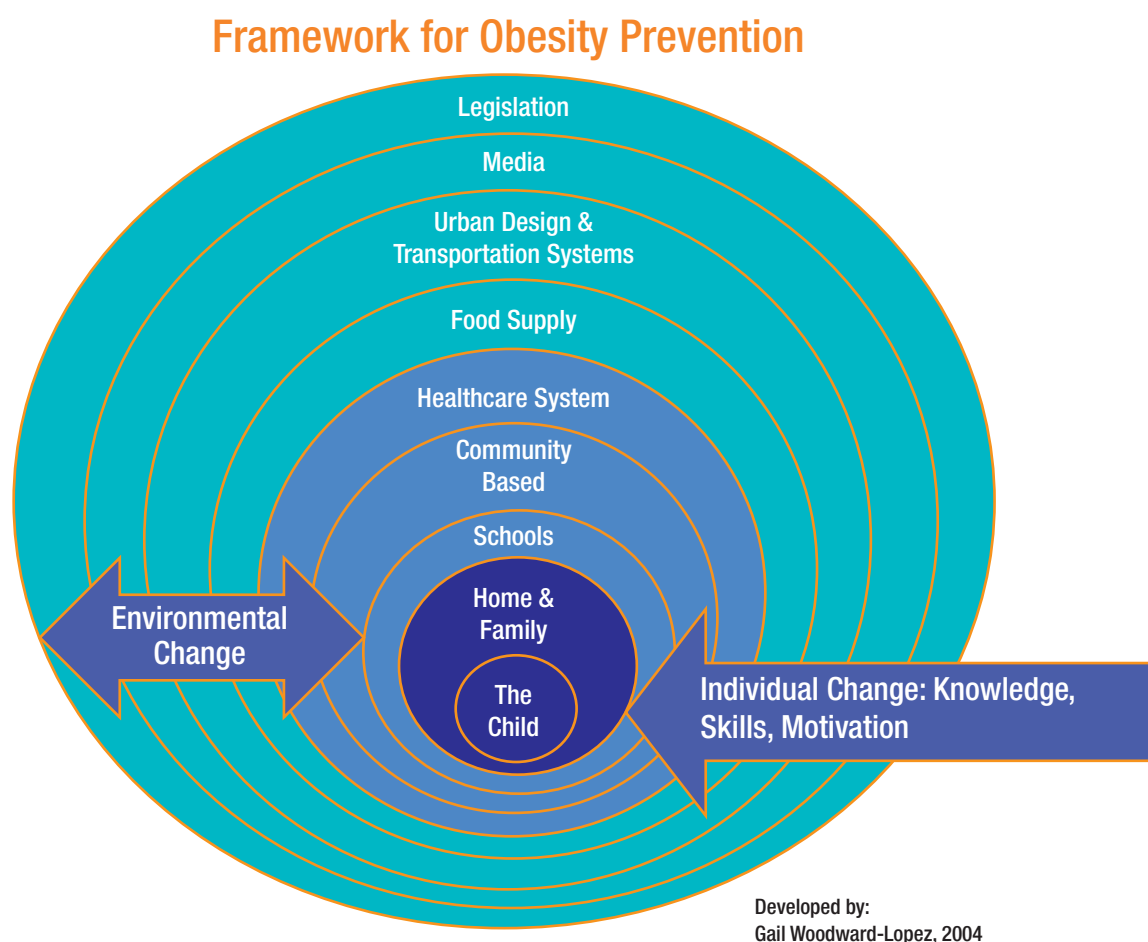 Framework for Obesity Prevention
Legislation
Media
Urban Design &
Transportation Systems
Food Supply
Healthcare System
Community
Based
Schools
Home &
Family
The
Child
Environmental
Change
Individual Change: Knowledge,
Skills, Motivation
Developed by:
Gail Woodward-Lopez, 2004